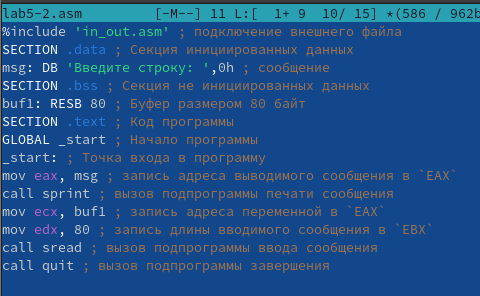 lab5-2.asm [-M--] 11 L:[ 1+ 9 10/ 15] *(586 / 962b
%include 'in_out.asm' ; подключение внешнего файла
SECTION .data ; Секция инициированных данных
msg: DB 'Введите строку: ',0h ; сообщение
SECTION .bss ; Секция не инициированных данных
buf1: RESB 80 ; Буфер размером 80 байт
SECTION .text ; Код программы
GLOBAL _start ; Начало программы
_start: ; Точка входа в программу
mov eax, msg ; запись адреса выводимого сообщения в `EAX`
call sprint ; вызов подпрограммы печати сообщения
mov ecx, buf1 ; запись адреса переменной в `EAX`
mov edx, 80 ; запись длины вводимого сообщения в `EBX`
call sread ; вызов подпрограммы ввода сообщения
call quit ; вызов подпрограммы завершения